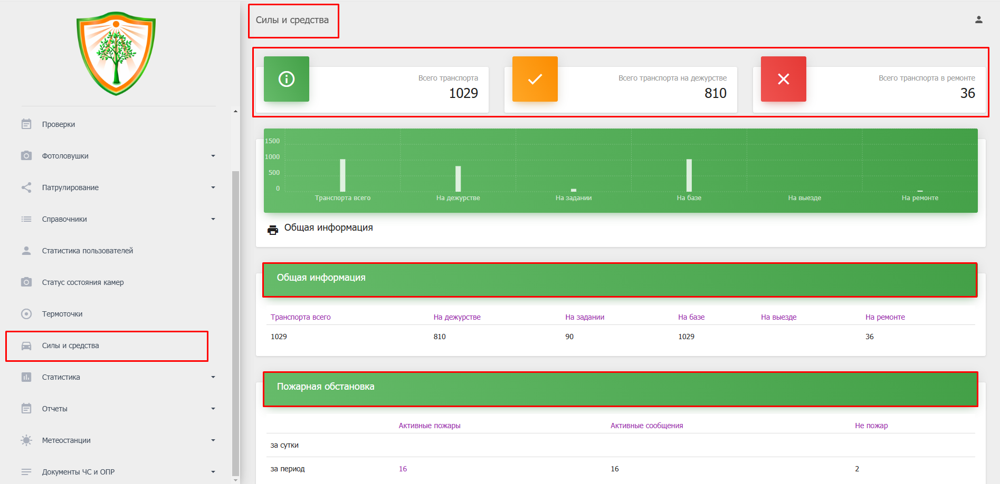 Проверки
Фотоловушки
Патрулирование
Справочники
Статистика пользователей
Статус состояния камер
Термоточки
Силы и средства
Статистика
Отчеты
Метеостанции
Документы ЧС и ОПР
Силы и средства
Всего транспорта
1029
Всего транспорта на дежурстве
810
Всего транспорта в ремонте
36
1500
1000
500
0
Транспорта всего На дежурстве На задании На базе На выезде На ремонте
Общая информация
Общая информация
Транспорта всего На дежурстве На задании На базе На выезде На ремонте
1029 810 90 1029 36
Пожарная обстановка
Активные пожары Активные сообщения Не пожар
за сутки
за период 16 16 2